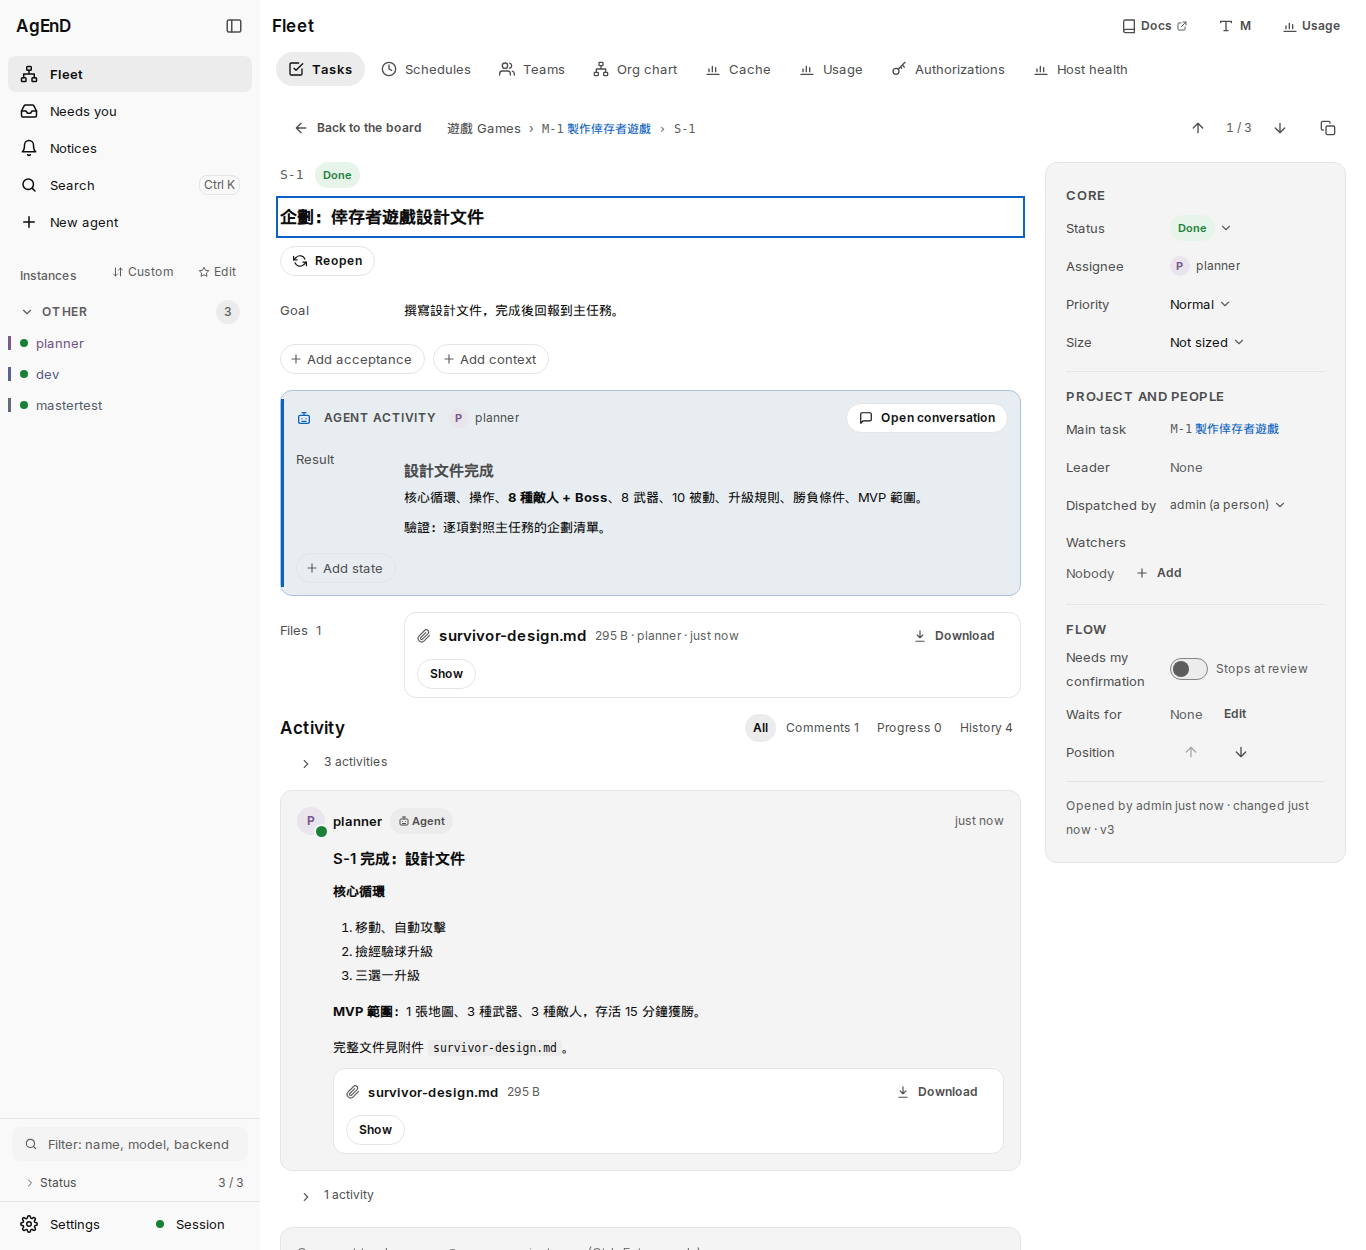 AgEnD
Fleet
Needs you
Notices
Search Ctrl K
New agent
Instances Custom Edit
OTHER 3
planner
dev
mastertest
Filter: name, model, backend
Status 3 / 3
Settings Session
Fleet
Docs M Usage
Tasks Schedules Teams Org chart Cache Usage Authorizations Host health
Back to the board 遊戲 Games › M-1 製作倖存者遊戲 › S-1
1 / 3
S-1 Done
企劃：倖存者遊戲設計文件
Reopen
Goal 撰寫設計文件，完成後回報到主任務。
Add acceptance Add context
AGENT ACTIVITY P planner Open conversation
Result 設計文件完成
核心循環、操作、8 種敵人 + Boss、8 武器、10 被動、升級規則、勝負條件、MVP 範圍。
驗證：逐項對照主任務的企劃清單。
Add state
Files 1 survivor-design.md 295 B · planner · just now Download
Show
Activity All Comments 1 Progress 0 History 4
3 activities
P planner Agent just now
S-1 完成：設計文件
核心循環
1. 移動、自動攻擊
2. 撿經驗球升級
3. 三選一升級
MVP 範圍：1 張地圖、3 種武器、3 種敵人，存活 15 分鐘獲勝。
完整文件見附件 survivor-design.md。
survivor-design.md 295 B Download
Show
1 activity
CORE
Status Done
Assignee P planner
Priority Normal
Size Not sized
PROJECT AND PEOPLE
Main task M-1 製作倖存者遊戲
Leader None
Dispatched by admin (a person)
Watchers
Nobody Add
FLOW
Needs my
confirmation Stops at review
Waits for None Edit
Position
Opened by admin just now · changed just
now · v3